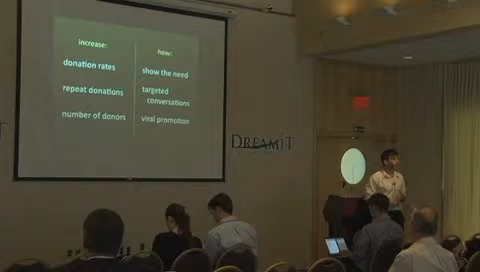 increase:
how:
donation rates
show the need
repeat donations
targeted
conversations
number of donors
viral promotion
DREAMIT